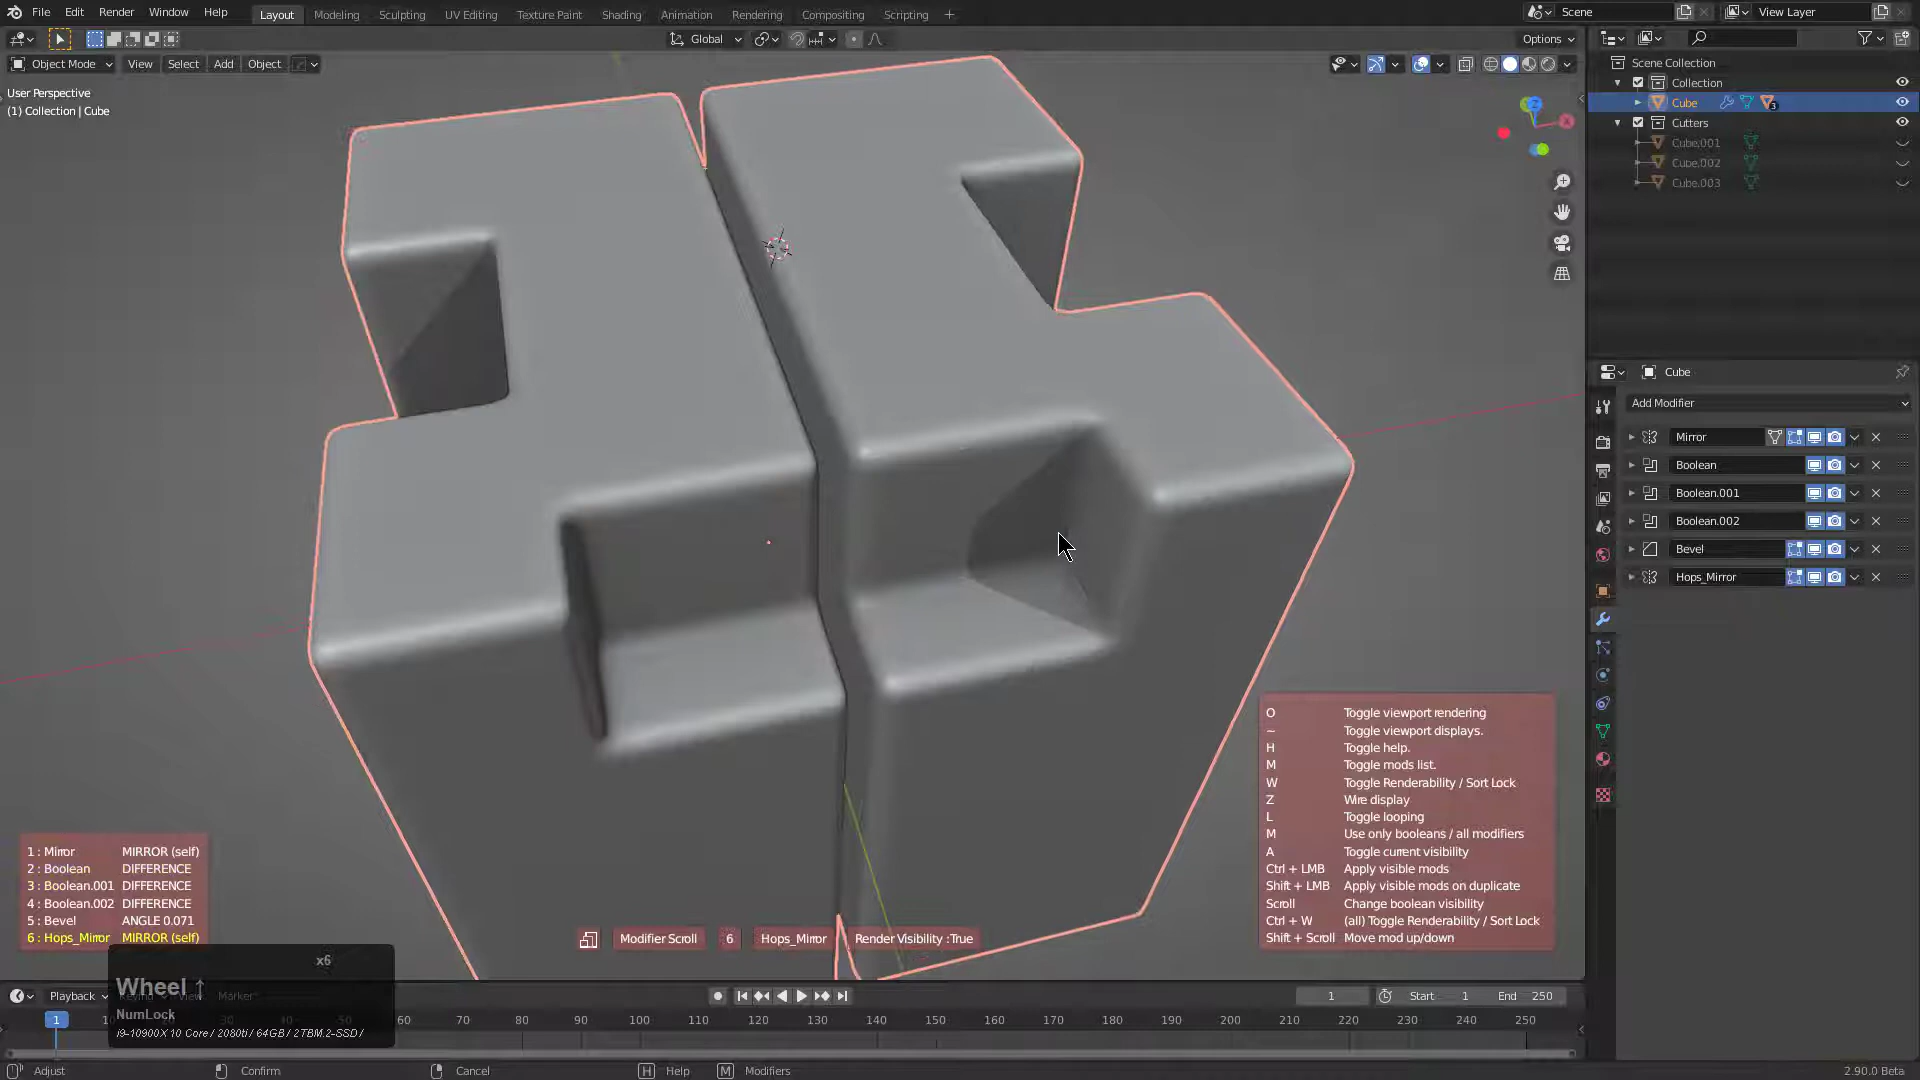 File Edit Render Window Help
Layout Modeling Sculpting UV Editing Texture Paint Shading Animation Rendering Compositing Scripting
Scene View Layer
Global Options
Object Mode View Select Add Object
User Perspective
(1) Collection | Cube
Z
Scene Collection
Collection
Cube 3
Cutters
Cube.001
Cube.002
Cube.003
Cube
Add Modifier
Mirror
Boolean
Boolean.001
Boolean.002
Bevel
Hops_Mirror
O Toggle viewport rendering
~ Toggle viewport displays.
H Toggle help.
M Toggle mods list.
W Toggle Renderability / Sort Lock
Z Wire display
L Toggle looping
M Use only booleans / all modifiers
A Toggle current visibility
Ctrl + LMB Apply visible mods
Shift + LMB Apply visible mods on duplicate
Scroll Change boolean visibility
Ctrl + W (all) Toggle Renderability / Sort Lock
Shift + Scroll Move mod up/down
1 : Mirror MIRROR (self)
2 : Boolean DIFFERENCE
3 : Boolean.001 DIFFERENCE
4 : Boolean.002 DIFFERENCE
5 : Bevel ANGLE 0.071
6 : Hops_Mirror MIRROR (self)
Modifier Scroll 6 Hops_Mirror Render Visibility :True
x6
Wheel ↑
NumLock
i9-10900X 10 Core / 2080ti / 64GB / 2TBM.2-SSD /
Playback Keying View Marker
1 Start 1 End 250
1 60 70 80 90 100 110 120 130 140 150 160 170 180 190 200 210 220 230 240 250
Adjust Confirm Cancel H Help M Modifiers 2.90.0 Beta